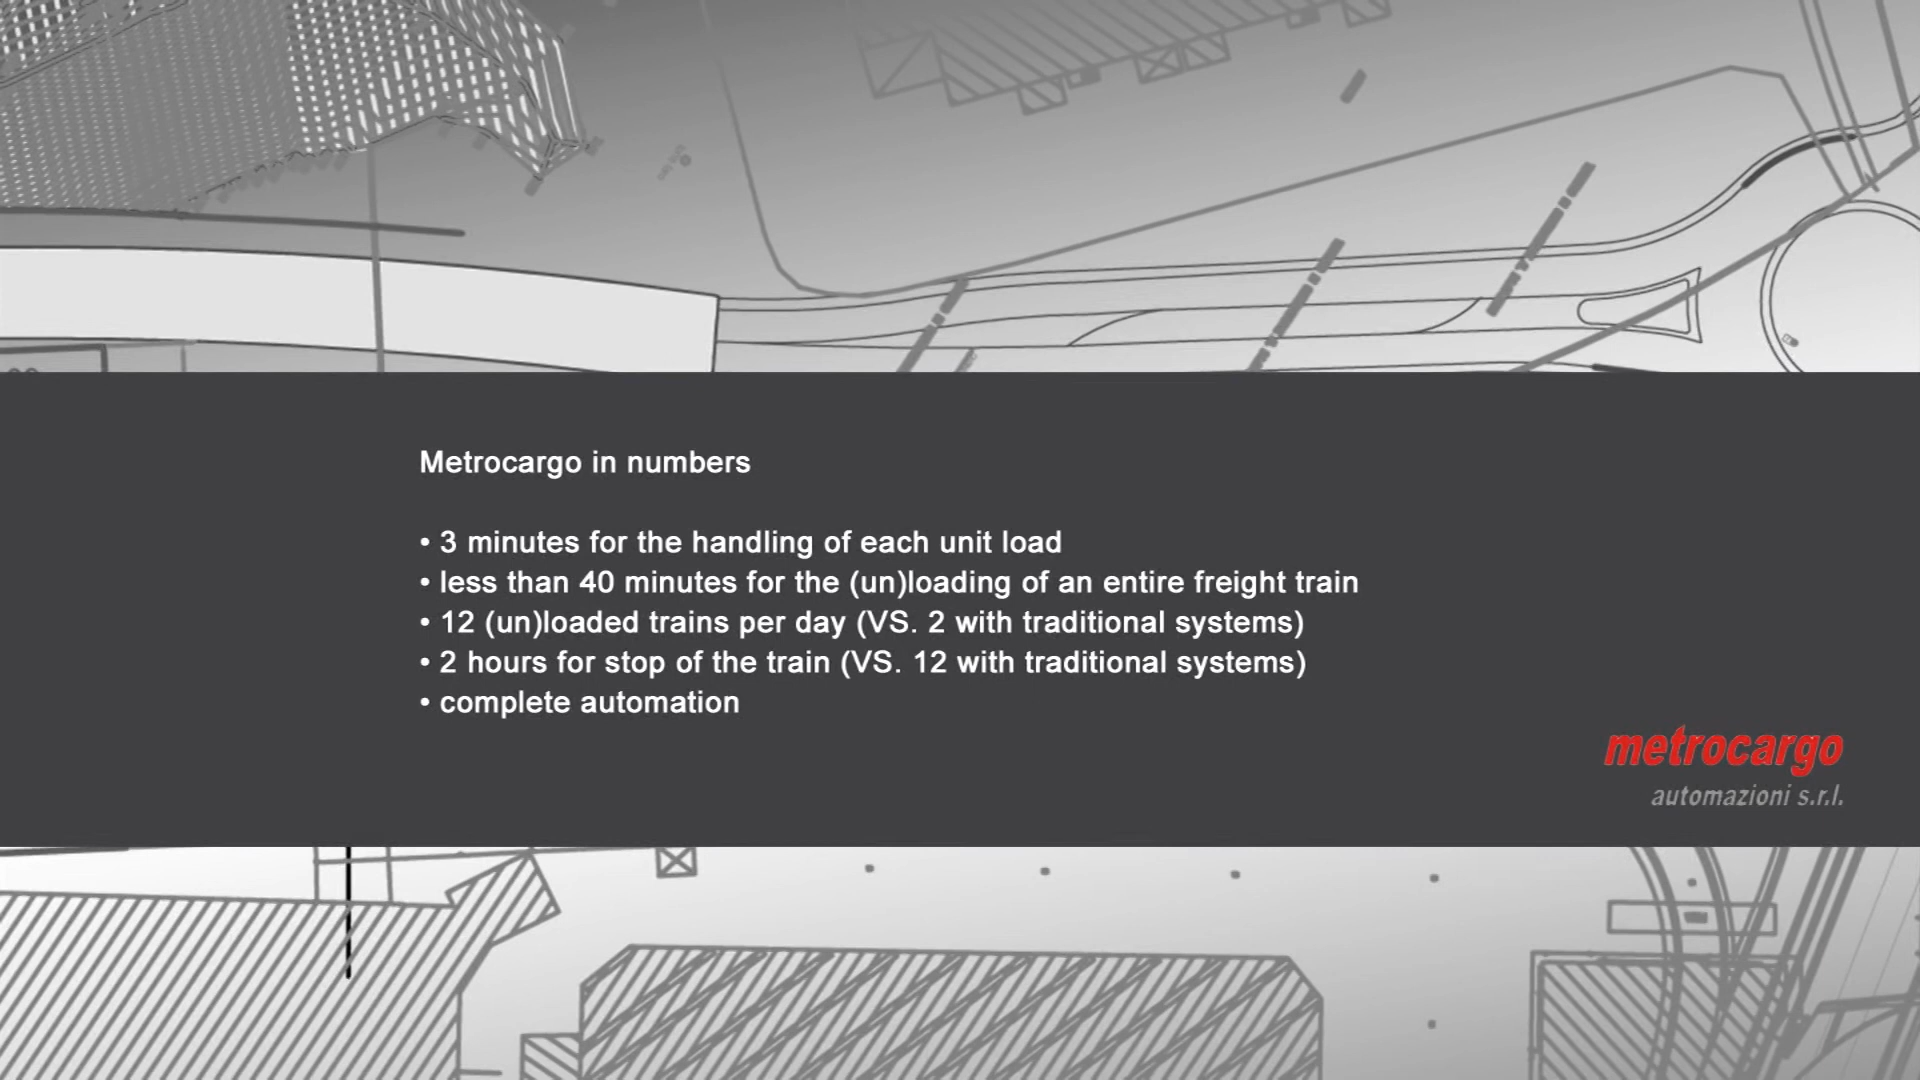 Metrocargo in numbers
• 3 minutes for the handling of each unit load
• less than 40 minutes for the (un)loading of an entire freight train
• 12 (un)loaded trains per day (VS. 2 with traditional systems)
• 2 hours for stop of the train (VS. 12 with traditional systems)
• complete automation
metrocargo
automazioni s.r.l.